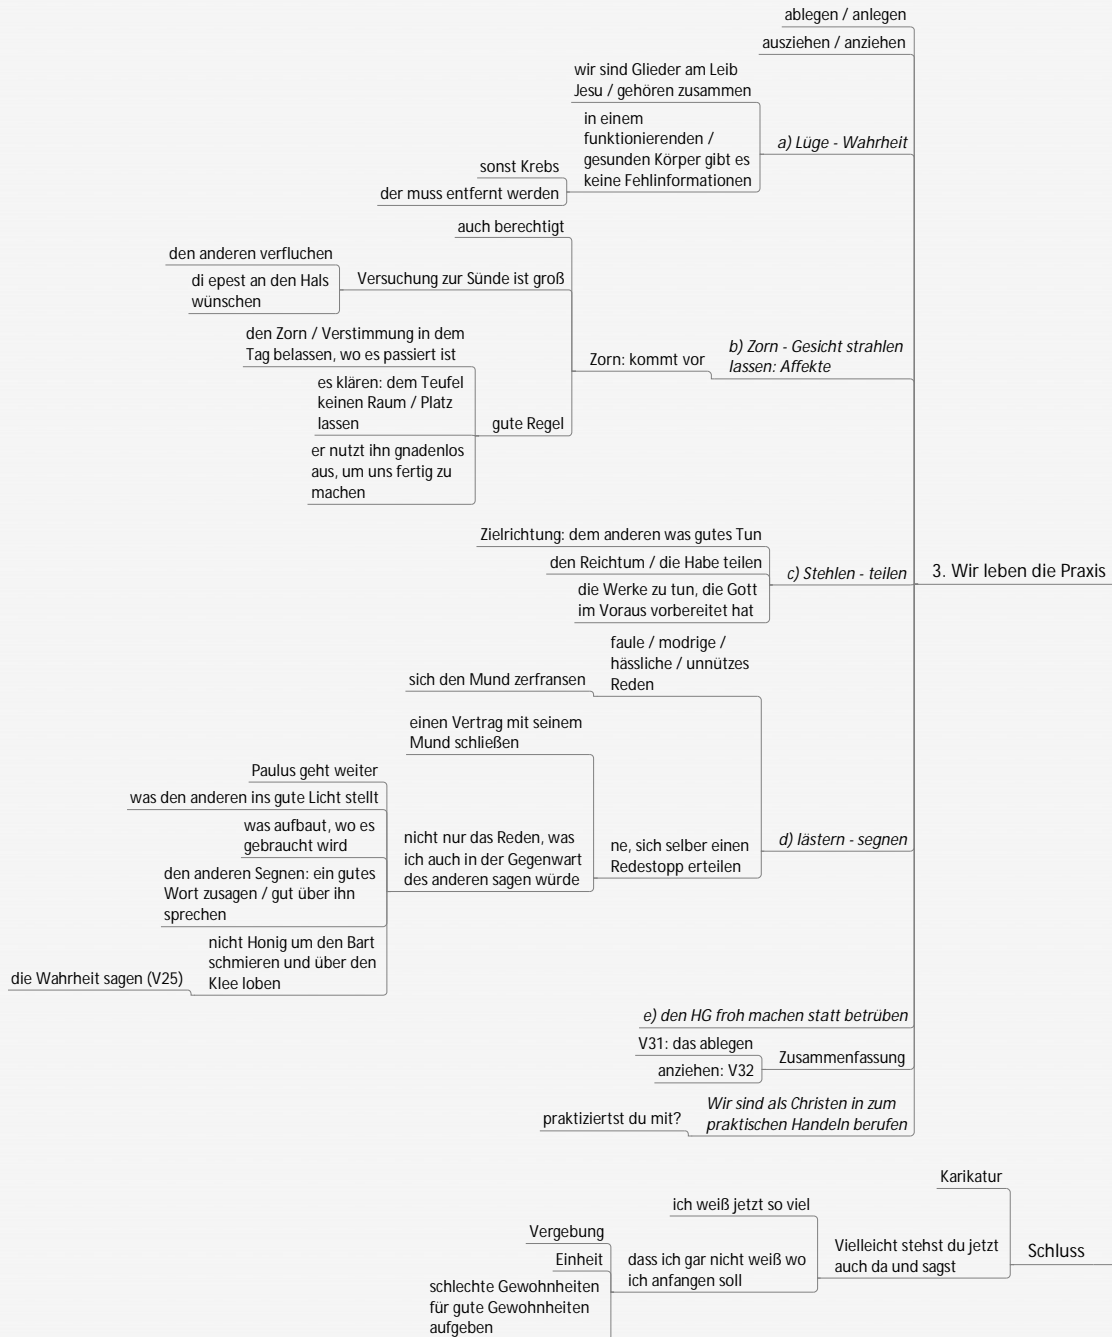 ablegen / anlegen
ausziehen / anziehen
wir sind Glieder am Leib
Jesu / gehören zusammen
in einem
funktionierenden /
gesunden Körper gibt es
keine Fehlinformationen
sonst Krebs
der muss entfernt werden
a) Lüge - Wahrheit
auch berechtigt
den anderen verfluchen
di epest an den Hals
wünschen
Versuchung zur Sünde ist groß
den Zorn / Verstimmung in dem
Tag belassen, wo es passiert ist
es klären: dem Teufel
keinen Raum / Platz
lassen
er nutzt ihn gnadenlos
aus, um uns fertig zu
machen
gute Regel
Zorn: kommt vor
b) Zorn - Gesicht strahlen
lassen: Affekte
Zielrichtung: dem anderen was gutes Tun
den Reichtum / die Habe teilen
die Werke zu tun, die Gott
im Voraus vorbereitet hat
c) Stehlen - teilen
3. Wir leben die Praxis
faule / modrige /
hässliche / unnützes
Reden
sich den Mund zerfransen
einen Vertrag mit seinem
Mund schließen
Paulus geht weiter
was den anderen ins gute Licht stellt
was aufbaut, wo es
gebraucht wird
den anderen Segnen: ein gutes
Wort zusagen / gut über ihn
sprechen
nicht Honig um den Bart
schmieren und über den
Klee loben
die Wahrheit sagen (V25)
nicht nur das Reden, was
ich auch in der Gegenwart
des anderen sagen würde
ne, sich selber einen
Redestopp erteilen
d) lästern - segnen
e) den HG froh machen statt betrüben
V31: das ablegen
anziehen: V32
Zusammenfassung
praktizierst du mit?
Wir sind als Christen in zum
praktischen Handeln berufen
Karikatur
ich weiß jetzt so viel
Vergebung
Einheit
schlechte Gewohnheiten
für gute Gewohnheiten
aufgeben
dass ich gar nicht weiß wo
ich anfangen soll
Vielleicht stehst du jetzt
auch da und sagst
Schluss